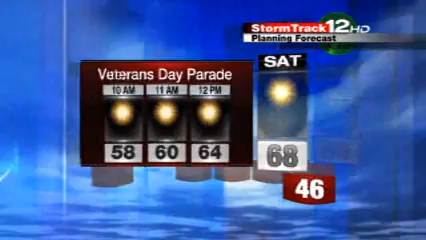 StormTrack 12 HD
Planning Forecast
Veterans Day Parade
10 AM 11 AM 12 PM
58 60 64
SAT
68
46